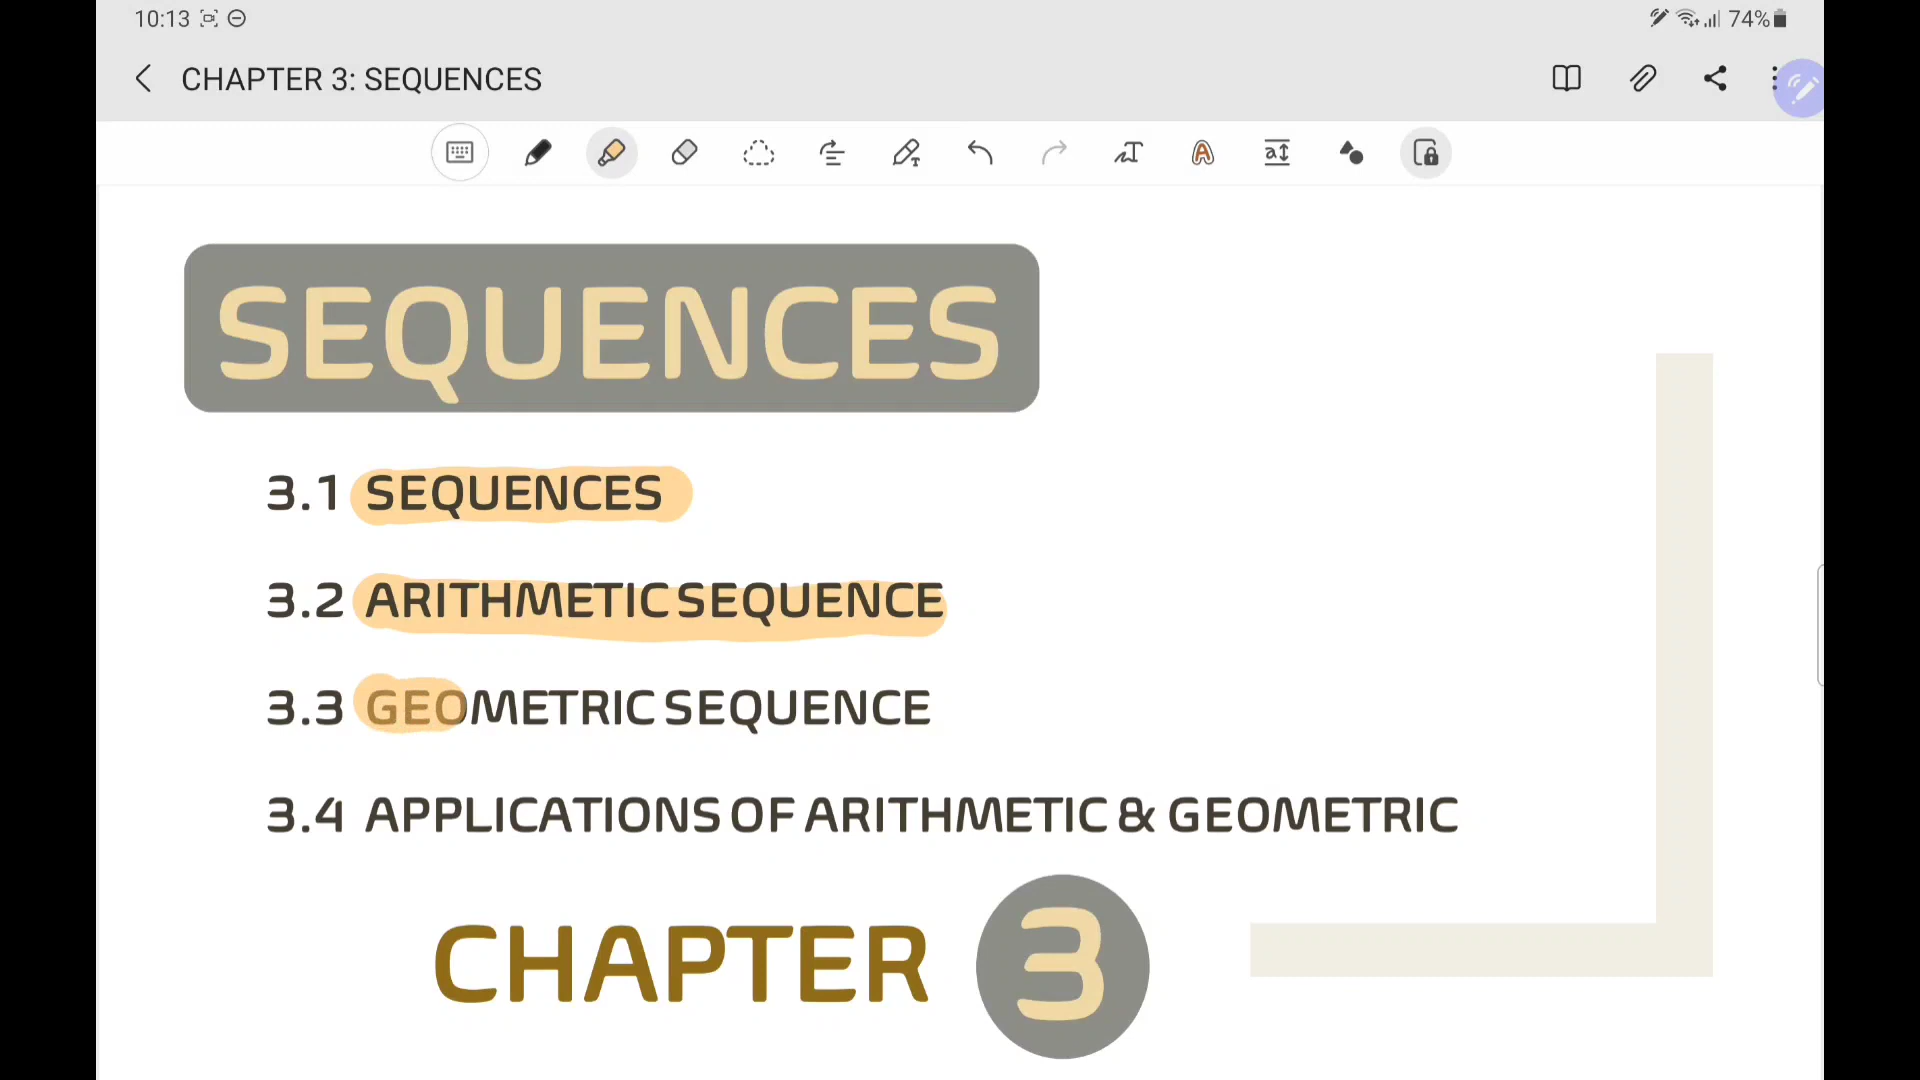 10:13
74%
CHAPTER 3: SEQUENCES
SEQUENCES
3.1 SEQUENCES
3.2 ARITHMETIC SEQUENCE
3.3 GEOMETRIC SEQUENCE
3.4 APPLICATIONS OF ARITHMETIC & GEOMETRIC
CHAPTER 3